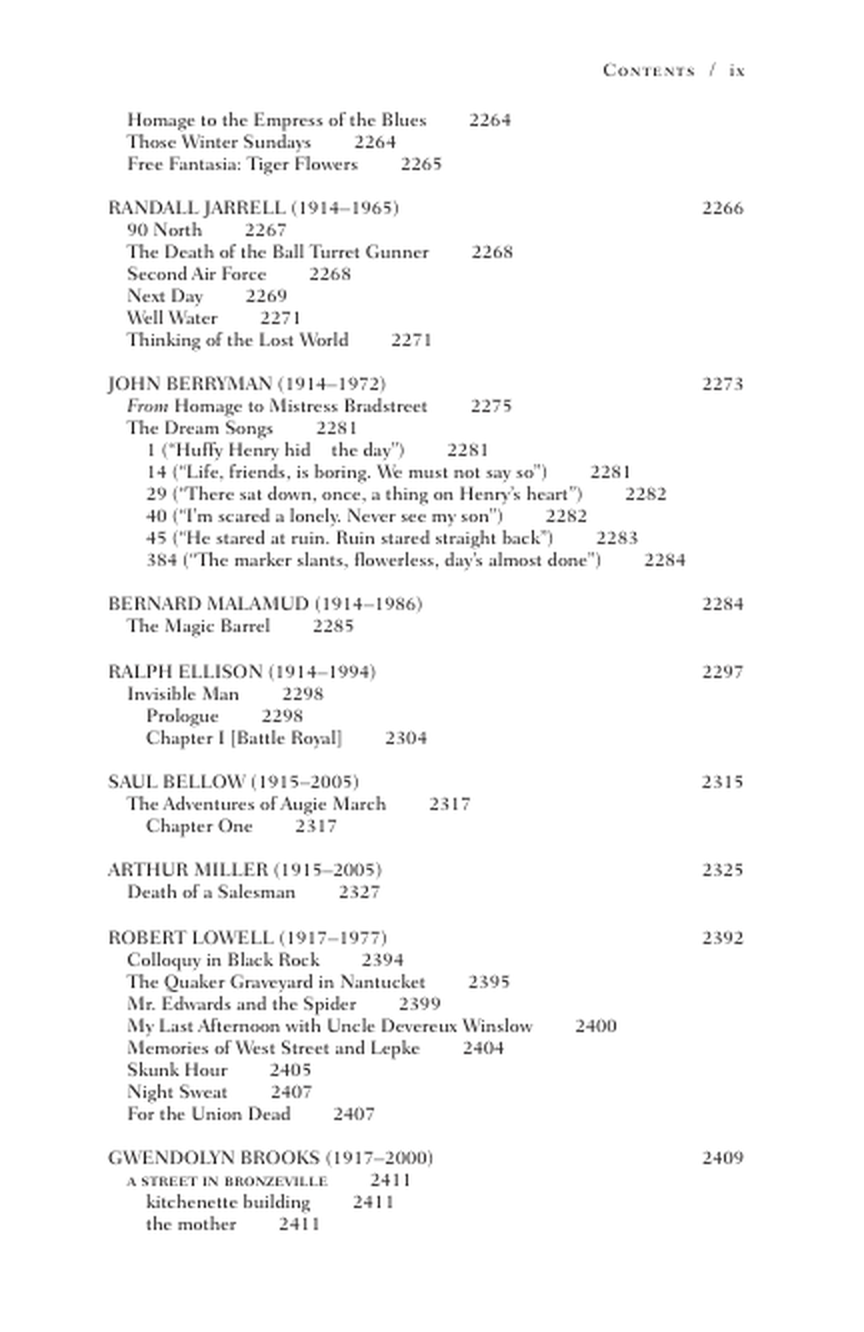 CONTENTS / ix
Homage to the Empress of the Blues 2264
Those Winter Sundays 2264
Free Fantasia: Tiger Flowers 2265
RANDALL JARRELL (1914–1965) 2266
90 North 2267
The Death of the Ball Turret Gunner 2268
Second Air Force 2268
Next Day 2269
Well Water 2271
Thinking of the Lost World 2271
JOHN BERRYMAN (1914–1972) 2273
From Homage to Mistress Bradstreet 2275
The Dream Songs 2281
1 (“Huffy Henry hid the day”) 2281
14 (“Life, friends, is boring. We must not say so”) 2281
29 (“There sat down, once, a thing on Henry’s heart”) 2282
40 (“I’m scared a lonely. Never see my son”) 2282
45 (“He stared at ruin. Ruin stared straight back”) 2283
384 (“The marker slants, flowerless, day’s almost done”) 2284
BERNARD MALAMUD (1914–1986) 2284
The Magic Barrel 2285
RALPH ELLISON (1914–1994) 2297
Invisible Man 2298
Prologue 2298
Chapter I [Battle Royal] 2304
SAUL BELLOW (1915–2005) 2315
The Adventures of Augie March 2317
Chapter One 2317
ARTHUR MILLER (1915–2005) 2325
Death of a Salesman 2327
ROBERT LOWELL (1917–1977) 2392
Colloquy in Black Rock 2394
The Quaker Graveyard in Nantucket 2395
Mr. Edwards and the Spider 2399
My Last Afternoon with Uncle Devereux Winslow 2400
Memories of West Street and Lepke 2404
Skunk Hour 2405
Night Sweat 2407
For the Union Dead 2407
GWENDOLYN BROOKS (1917–2000) 2409
A STREET IN BRONZEVILLE 2411
kitchenette building 2411
the mother 2411